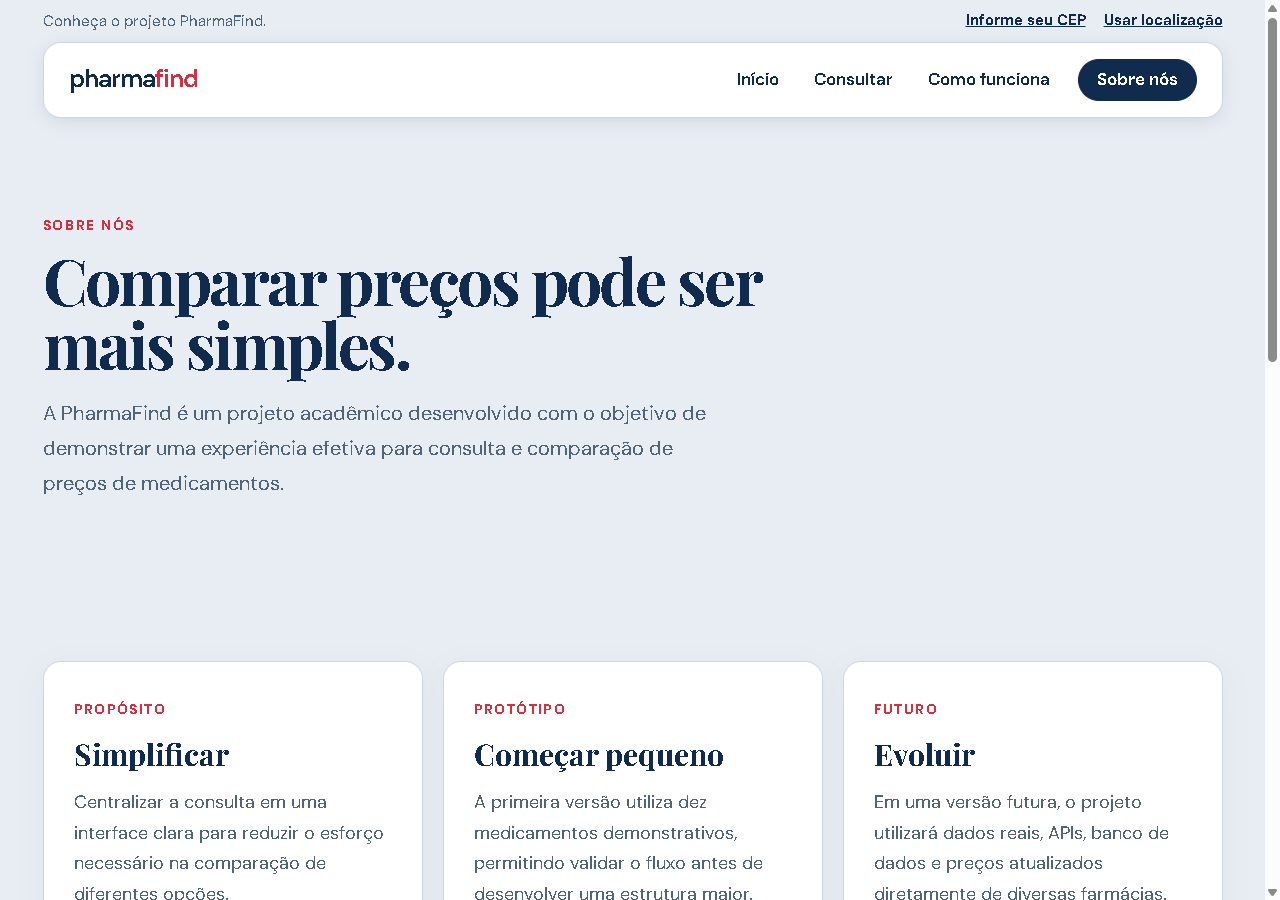 Conheça o projeto PharmaFind.
Informe seu CEP Usar localização
pharmafind
Início Consultar Como funciona Sobre nós
SOBRE NÓS
Comparar preços pode ser
mais simples.
A PharmaFind é um projeto acadêmico desenvolvido com o objetivo de
demonstrar uma experiência efetiva para consulta e comparação de
preços de medicamentos.
PROPÓSITO
Simplificar
Centralizar a consulta em uma
interface clara para reduzir o esforço
necessário na comparação de
diferentes opções.
PROTÓTIPO
Começar pequeno
A primeira versão utiliza dez
medicamentos demonstrativos,
permitindo validar o fluxo antes de
desenvolver uma estrutura maior.
FUTURO
Evoluir
Em uma versão futura, o projeto
utilizará dados reais, APIs, banco de
dados e preços atualizados
diretamente de diversas farmácias.